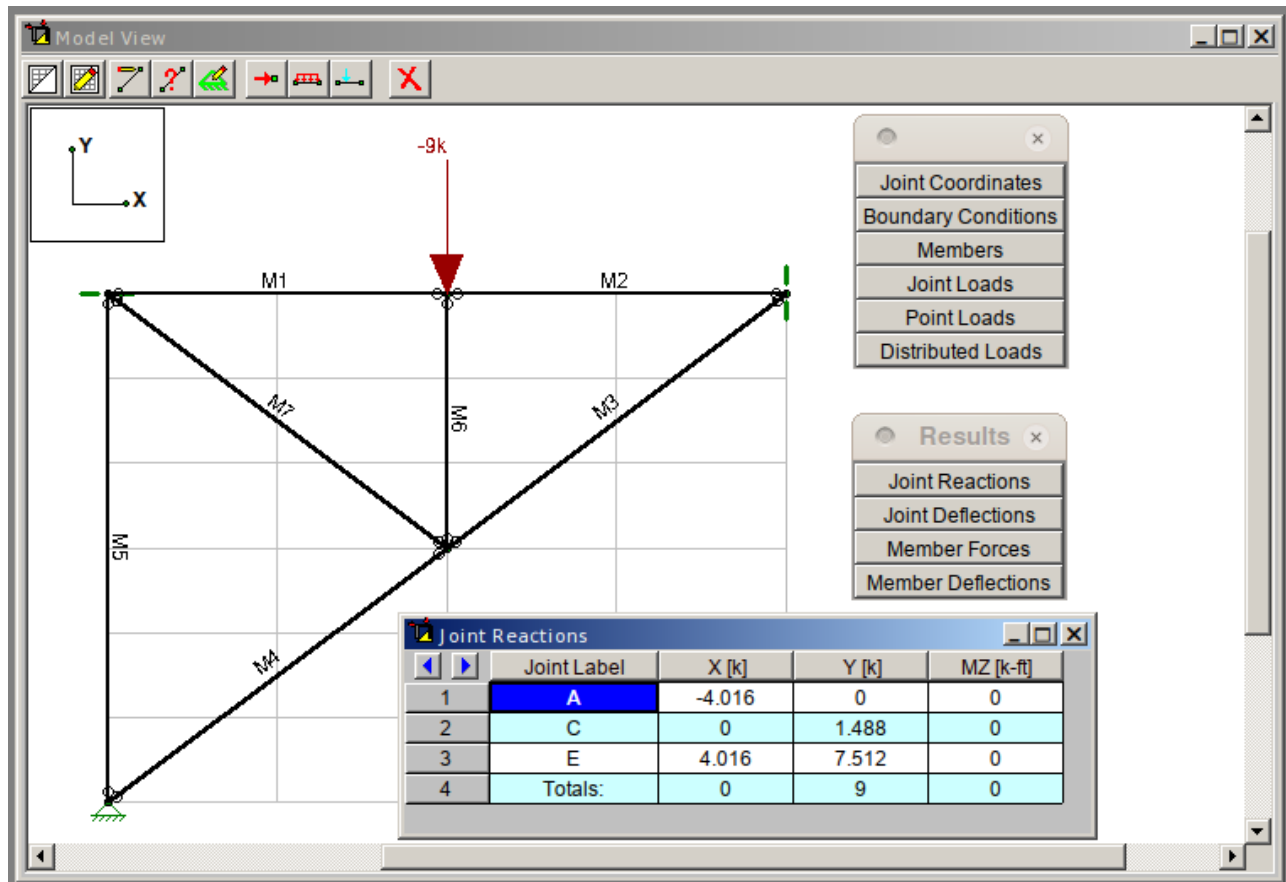 Model View
Y
X
-9k
M1
M2
M7
M6
M3
M5
M4
Joint Coordinates
Boundary Conditions
Members
Joint Loads
Point Loads
Distributed Loads
Results
Joint Reactions
Joint Deflections
Member Forces
Member Deflections
Joint Reactions
Joint Label X [k] Y [k] MZ [k-ft]
1 A -4.016 0 0
2 C 0 1.488 0
3 E 4.016 7.512 0
4 Totals: 0 9 0